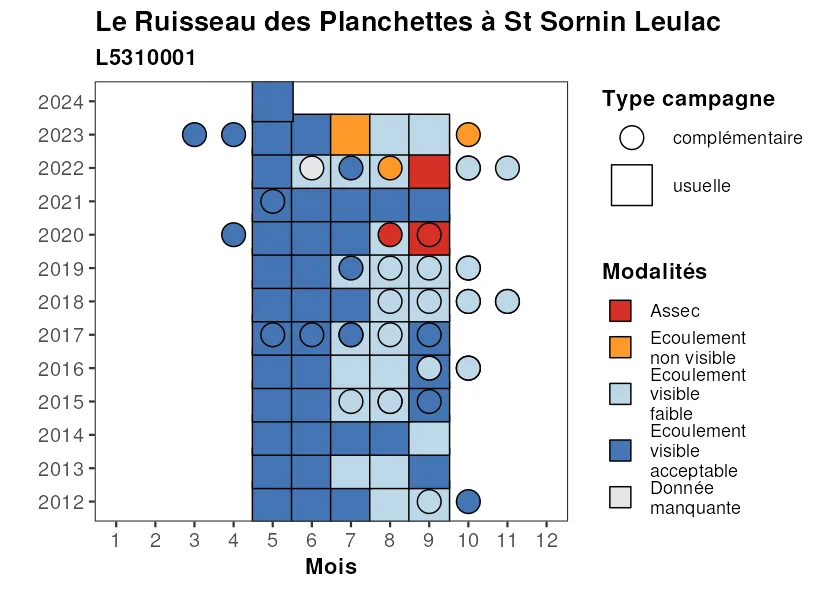 Le Ruisseau des Planchettes à St Sornin Leulac
L5310001
2024
2023
2022
2021
2020
2019
2018
2017
2016
2015
2014
2013
2012
1 2 3 4 5 6 7 8 9 10 11 12
Mois
Type campagne
complémentaire
usuelle
Modalités
Assec
Ecoulement
non visible
Ecoulement
visible
faible
Ecoulement
visible
acceptable
Donnée
manquante